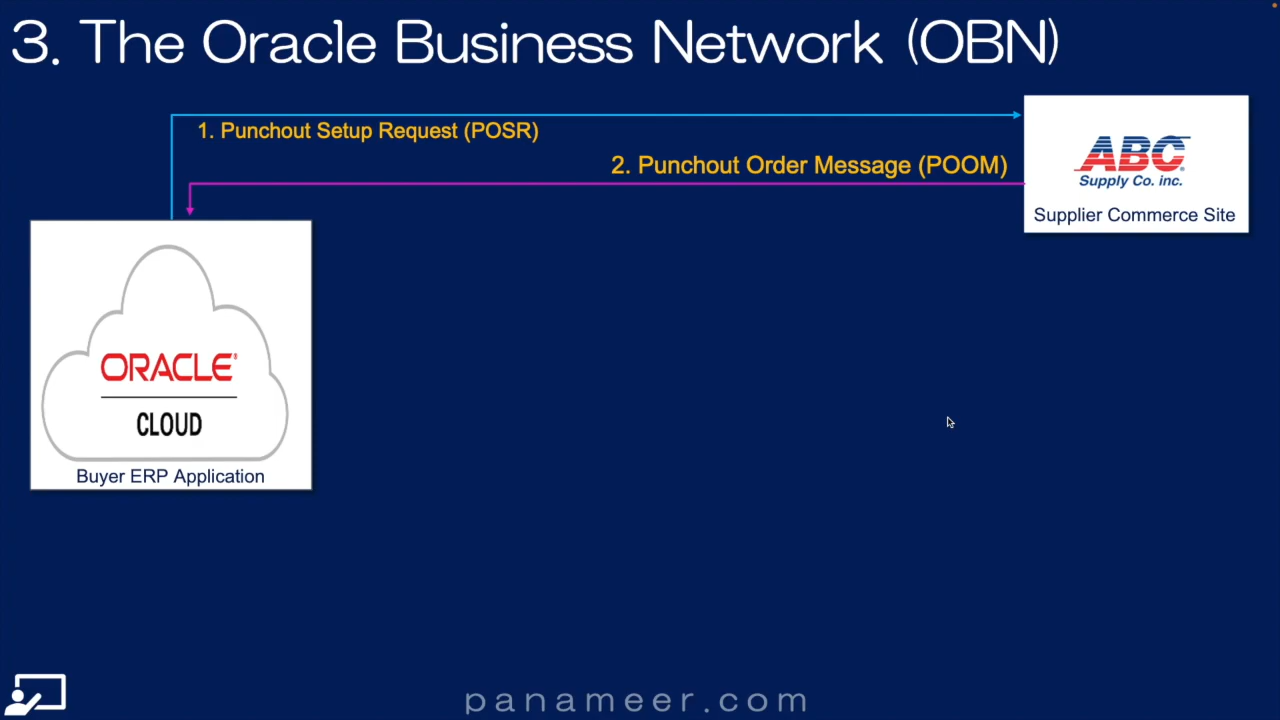 3. The Oracle Business Network (OBN)
1. Punchout Setup Request (POSR)
2. Punchout Order Message (POOM)
ABC
Supply Co. inc.
Supplier Commerce Site
ORACLE®
CLOUD
Buyer ERP Application
panameer.com